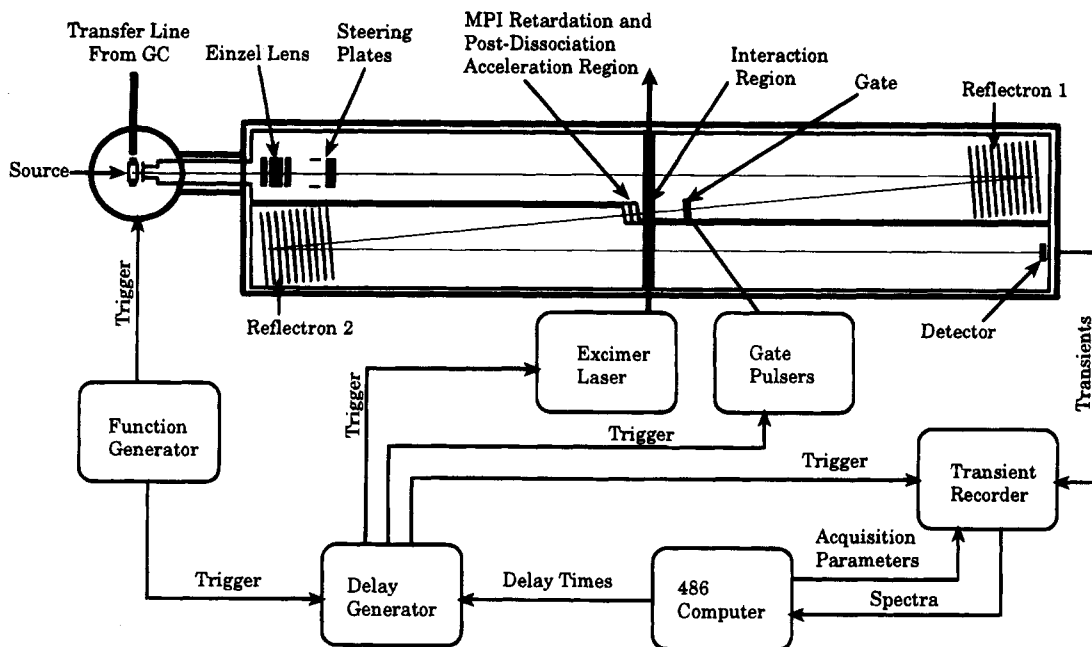 Transfer Line
From GC
Einzel Lens
Steering
Plates
MPI Retardation and
Post-Dissociation
Acceleration Region
Interaction
Region
Gate
Reflectron 1
Source
Reflectron 2
Detector
Trigger
Excimer
Laser
Gate
Pulsers
Transients
Function
Generator
Trigger
Trigger
Trigger
Transient
Recorder
Acquisition
Parameters
Trigger
Delay
Generator
Delay Times
486
Computer
Spectra